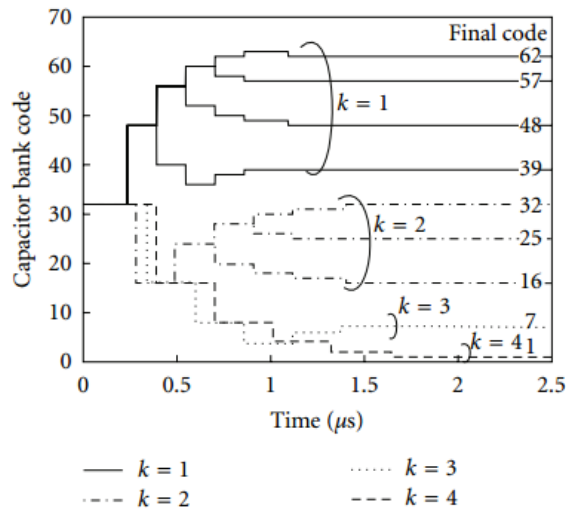 70
Final code
62
60
57
50
k = 1
48
40
39
30
32
k = 2
25
20
16
10
k = 3
7
k = 4
1
0
0
0.5
1
1.5
2
2.5
Capacitor bank code
Time (μs)
k = 1
k = 3
k = 2
k = 4